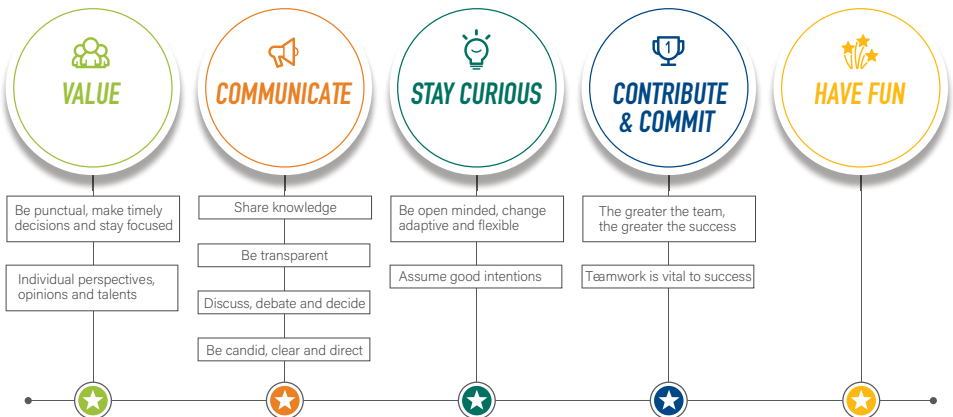 VALUE
Be punctual, make timely
decisions and stay focused
Individual perspectives,
opinions and talents
COMMUNICATE
Share knowledge
Be transparent
Discuss, debate and decide
Be candid, clear and direct
STAY CURIOUS
Be open minded, change
adaptive and flexible
Assume good intentions
1
CONTRIBUTE
& COMMIT
The greater the team,
the greater the success
Teamwork is vital to success
HAVE FUN